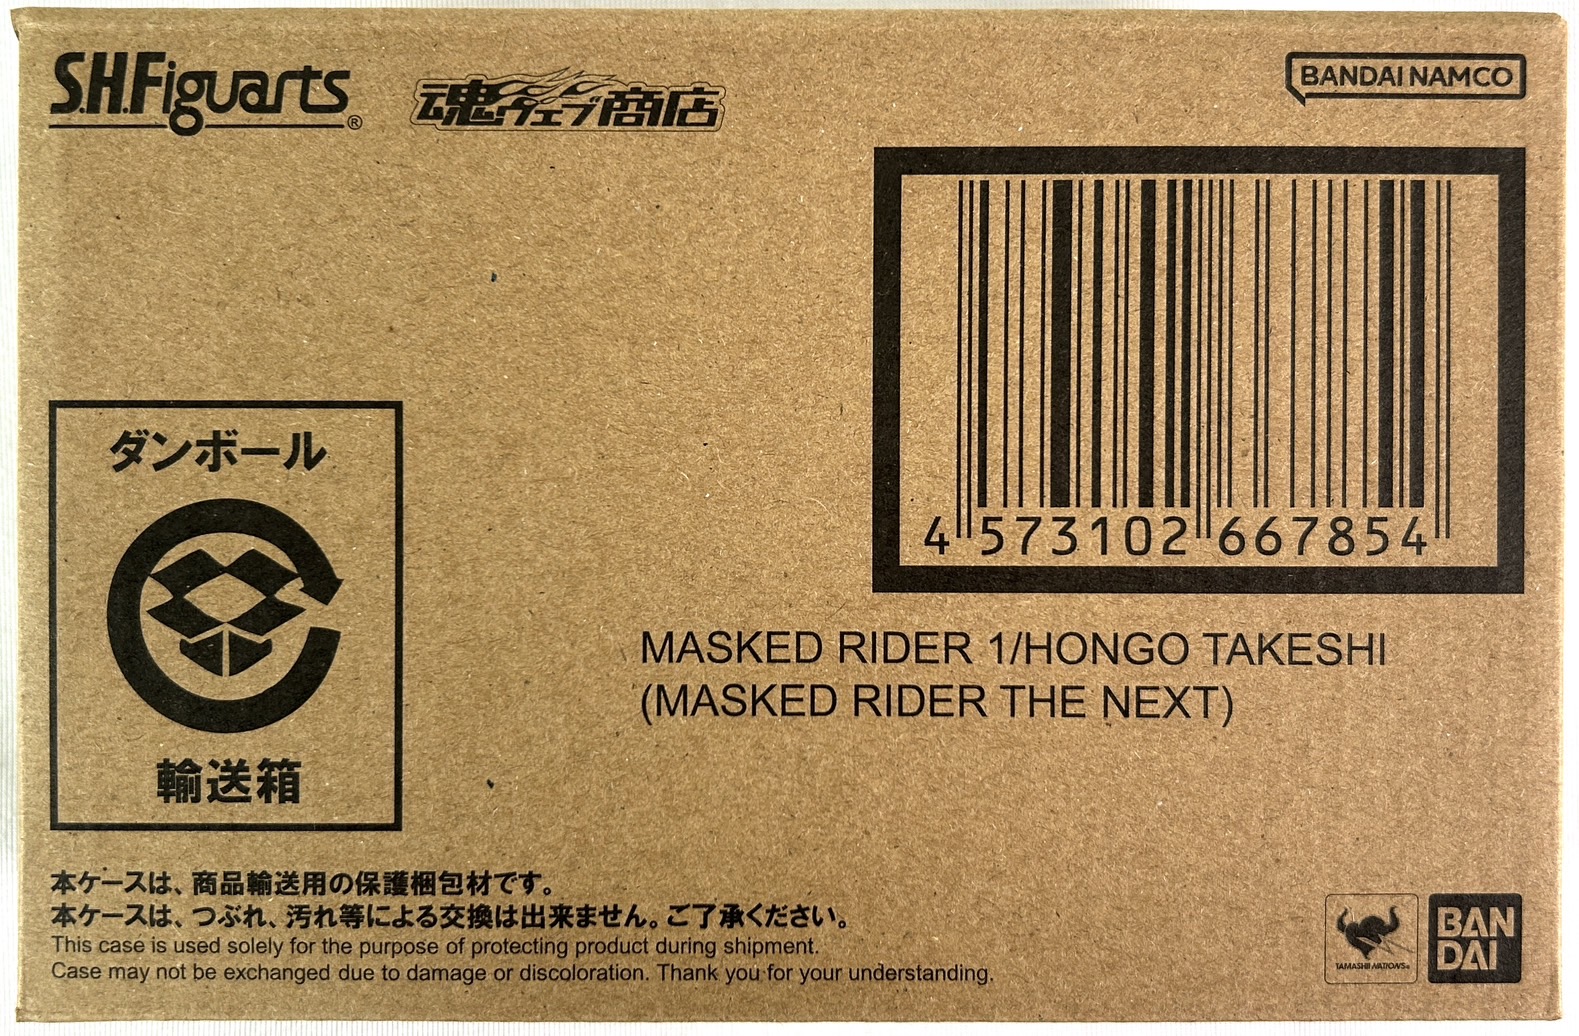 S.H.Figuarts®
魂ウェブ商店
BANDAI NAMCO
4 573102 667854
MASKED RIDER 1/HONGO TAKESHI
(MASKED RIDER THE NEXT)
ダンボール
輸送箱
本ケースは、商品輸送用の保護梱包材です。
本ケースは、つぶれ、汚れ等による交換は出来ません。ご了承ください。
This case is used solely for the purpose of protecting product during shipment.
Case may not be exchanged due to damage or discoloration. Thank you for your understanding.
TAMASHII NATIONS®
BAN
DAI